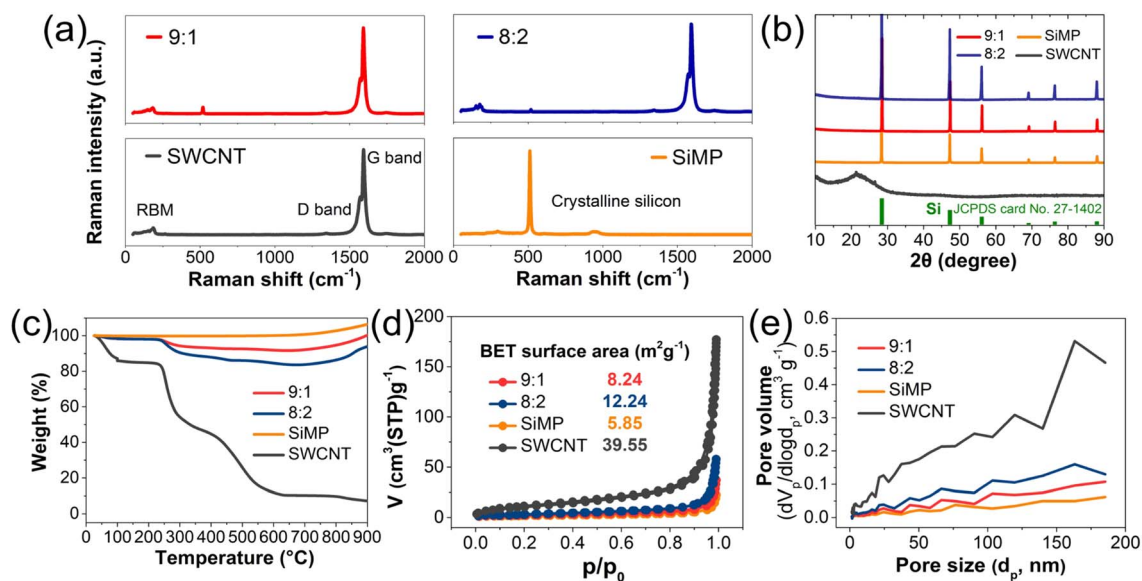 (a)
9:1
8:2
SWCNT
G band
RBM
D band
SiMP
Crystalline silicon
Raman intensity (a.u.)
0 500 1000 1500 2000
0 500 1000 1500 2000
Raman shift (cm⁻¹)
Raman shift (cm⁻¹)
(b)
9:1 SiMP
8:2 SWCNT
Si JCPDS card No. 27-1402
10 20 30 40 50 60 70 80 90
2θ (degree)
(c)
100
80
60
40
20
0
Weight (%)
9:1
8:2
SiMP
SWCNT
0 100 200 300 400 500 600 700 800 900
Temperature (°C)
(d)
200
150
100
50
0
V (cm³(STP)g⁻¹)
BET surface area (m²g⁻¹)
9:1 8.24
8:2 12.24
SiMP 5.85
SWCNT 39.55
0.0 0.2 0.4 0.6 0.8 1.0
p/p₀
(e)
0.6
0.5
0.4
0.3
0.2
0.1
0.0
Pore volume
(dVₚ/dlogdₚ, cm³ g⁻¹)
9:1
8:2
SiMP
SWCNT
0 50 100 150 200
Pore size (dₚ, nm)